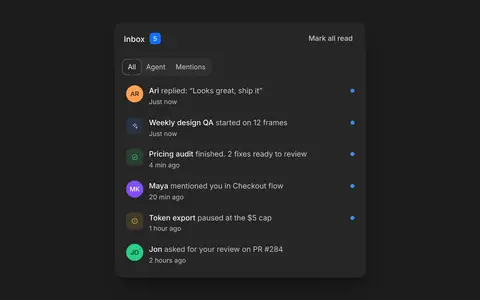 Inbox 5
Mark all read
All Agent Mentions
AR
Ari replied: “Looks great, ship it”
Just now
Weekly design QA started on 12 frames
Just now
Pricing audit finished. 2 fixes ready to review
4 min ago
MK
Maya mentioned you in Checkout flow
20 min ago
Token export paused at the $5 cap
1 hour ago
JO
Jon asked for your review on PR #284
2 hours ago